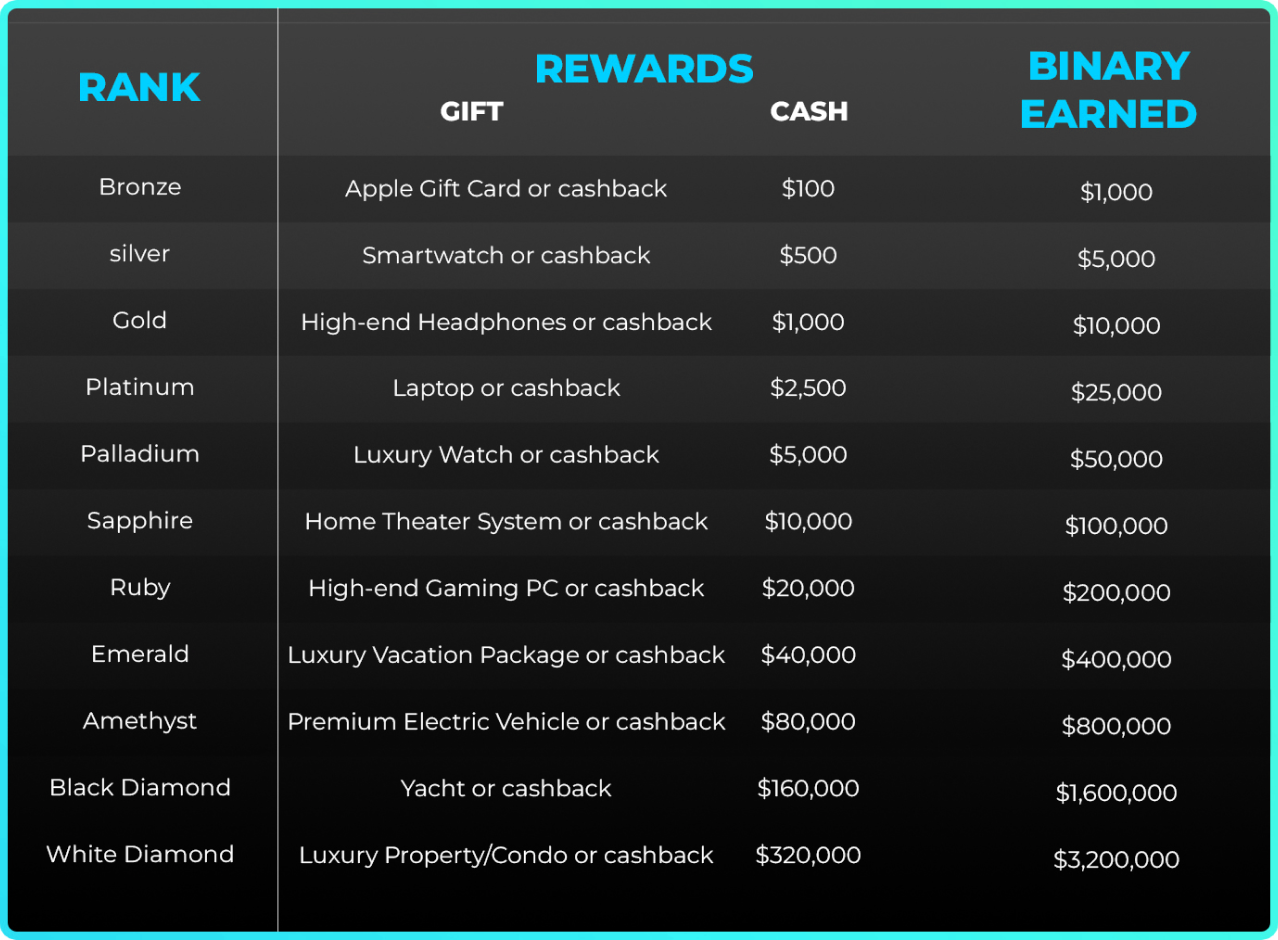 RANK
REWARDS
GIFT CASH
BINARY
EARNED
Bronze Apple Gift Card or cashback $100 $1,000
silver Smartwatch or cashback $500 $5,000
Gold High-end Headphones or cashback $1,000 $10,000
Platinum Laptop or cashback $2,500 $25,000
Palladium Luxury Watch or cashback $5,000 $50,000
Sapphire Home Theater System or cashback $10,000 $100,000
Ruby High-end Gaming PC or cashback $20,000 $200,000
Emerald Luxury Vacation Package or cashback $40,000 $400,000
Amethyst Premium Electric Vehicle or cashback $80,000 $800,000
Black Diamond Yacht or cashback $160,000 $1,600,000
White Diamond Luxury Property/Condo or cashback $320,000 $3,200,000